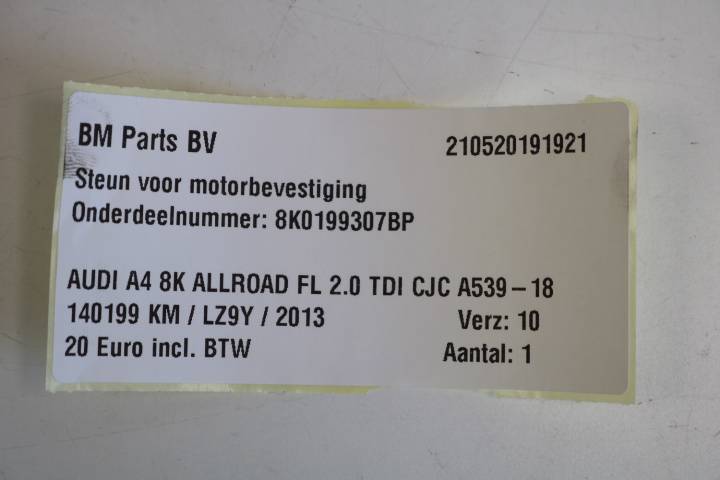 BM Parts BV 210520191921
Steun voor motorbevestiging
Onderdeelnummer: 8K0199307BP
AUDI A4 8K ALLROAD FL 2.0 TDI CJC A539 – 18
140199 KM / LZ9Y / 2013 Verz: 10
20 Euro incl. BTW Aantal: 1